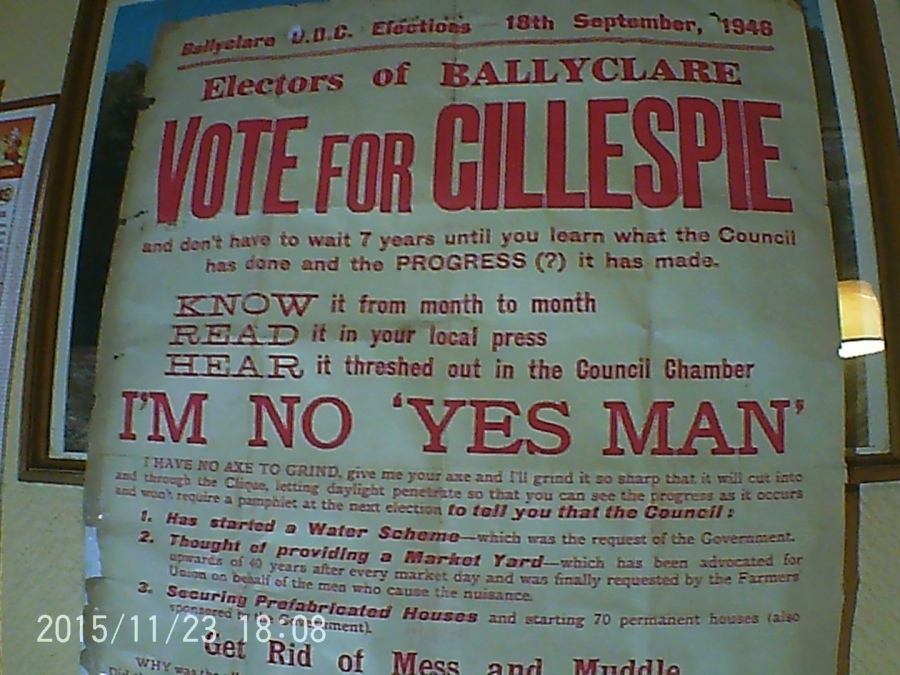 Ballyclare U.D.C. Elections 18th September, 1946
Electors of BALLYCLARE
VOTE FOR GILLESPIE
and don't have to wait 7 years until you learn what the Council
has done and the PROGRESS (?) it has made.
KNOW it from month to month
READ it in your local press
HEAR it threshed out in the Council Chamber
I'M NO 'YES MAN'
I HAVE NO AXE TO GRIND, give me your axe and I'll grind it so sharp that it will cut into
and through the Clique, letting daylight penetrate so that you can see the progress as it occurs
and won't require a pamphlet at the next election to tell you that the Council:
1. Has started a Water Scheme—which was the request of the Government.
2. Thought of providing a Market Yard—which has been advocated for
upwards of 40 years after every market day and was finally requested by the Farmers'
Union on behalf of the men who cause the nuisance.
3. Securing Prefabricated Houses and starting 70 permanent houses (also
sponsored by the Government).
Get Rid of Mess and Muddle
WHY was the
2015/11/23 18:08